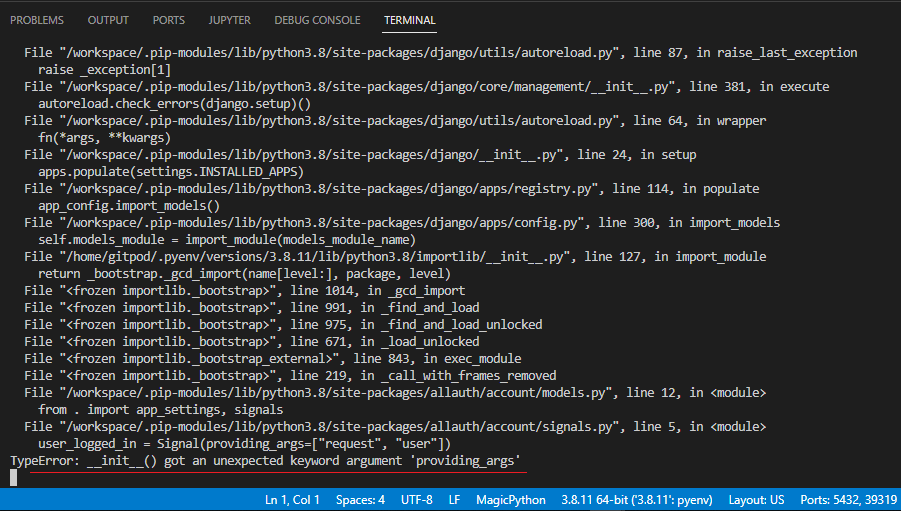 PROBLEMS OUTPUT PORTS JUPYTER DEBUG CONSOLE TERMINAL
File "/workspace/.pip-modules/lib/python3.8/site-packages/django/utils/autoreload.py", line 87, in raise_last_exception
raise _exception[1]
File "/workspace/.pip-modules/lib/python3.8/site-packages/django/core/management/__init__.py", line 381, in execute
autoreload.check_errors(django.setup)()
File "/workspace/.pip-modules/lib/python3.8/site-packages/django/utils/autoreload.py", line 64, in wrapper
fn(*args, **kwargs)
File "/workspace/.pip-modules/lib/python3.8/site-packages/django/__init__.py", line 24, in setup
apps.populate(settings.INSTALLED_APPS)
File "/workspace/.pip-modules/lib/python3.8/site-packages/django/apps/registry.py", line 114, in populate
app_config.import_models()
File "/workspace/.pip-modules/lib/python3.8/site-packages/django/apps/config.py", line 300, in import_models
self.models_module = import_module(models_module_name)
File "/home/gitpod/.pyenv/versions/3.8.11/lib/python3.8/importlib/__init__.py", line 127, in import_module
return _bootstrap._gcd_import(name[level:], package, level)
File "<frozen importlib._bootstrap>", line 1014, in _gcd_import
File "<frozen importlib._bootstrap>", line 991, in _find_and_load
File "<frozen importlib._bootstrap>", line 975, in _find_and_load_unlocked
File "<frozen importlib._bootstrap>", line 671, in _load_unlocked
File "<frozen importlib._bootstrap_external>", line 843, in exec_module
File "<frozen importlib._bootstrap>", line 219, in _call_with_frames_removed
File "/workspace/.pip-modules/lib/python3.8/site-packages/allauth/account/models.py", line 12, in <module>
from . import app_settings, signals
File "/workspace/.pip-modules/lib/python3.8/site-packages/allauth/account/signals.py", line 5, in <module>
user_logged_in = Signal(providing_args=["request", "user"])
TypeError: __init__() got an unexpected keyword argument 'providing_args'
Ln 1, Col 1 Spaces: 4 UTF-8 LF MagicPython 3.8.11 64-bit ('3.8.11': pyenv) Layout: US Ports: 5432, 39319